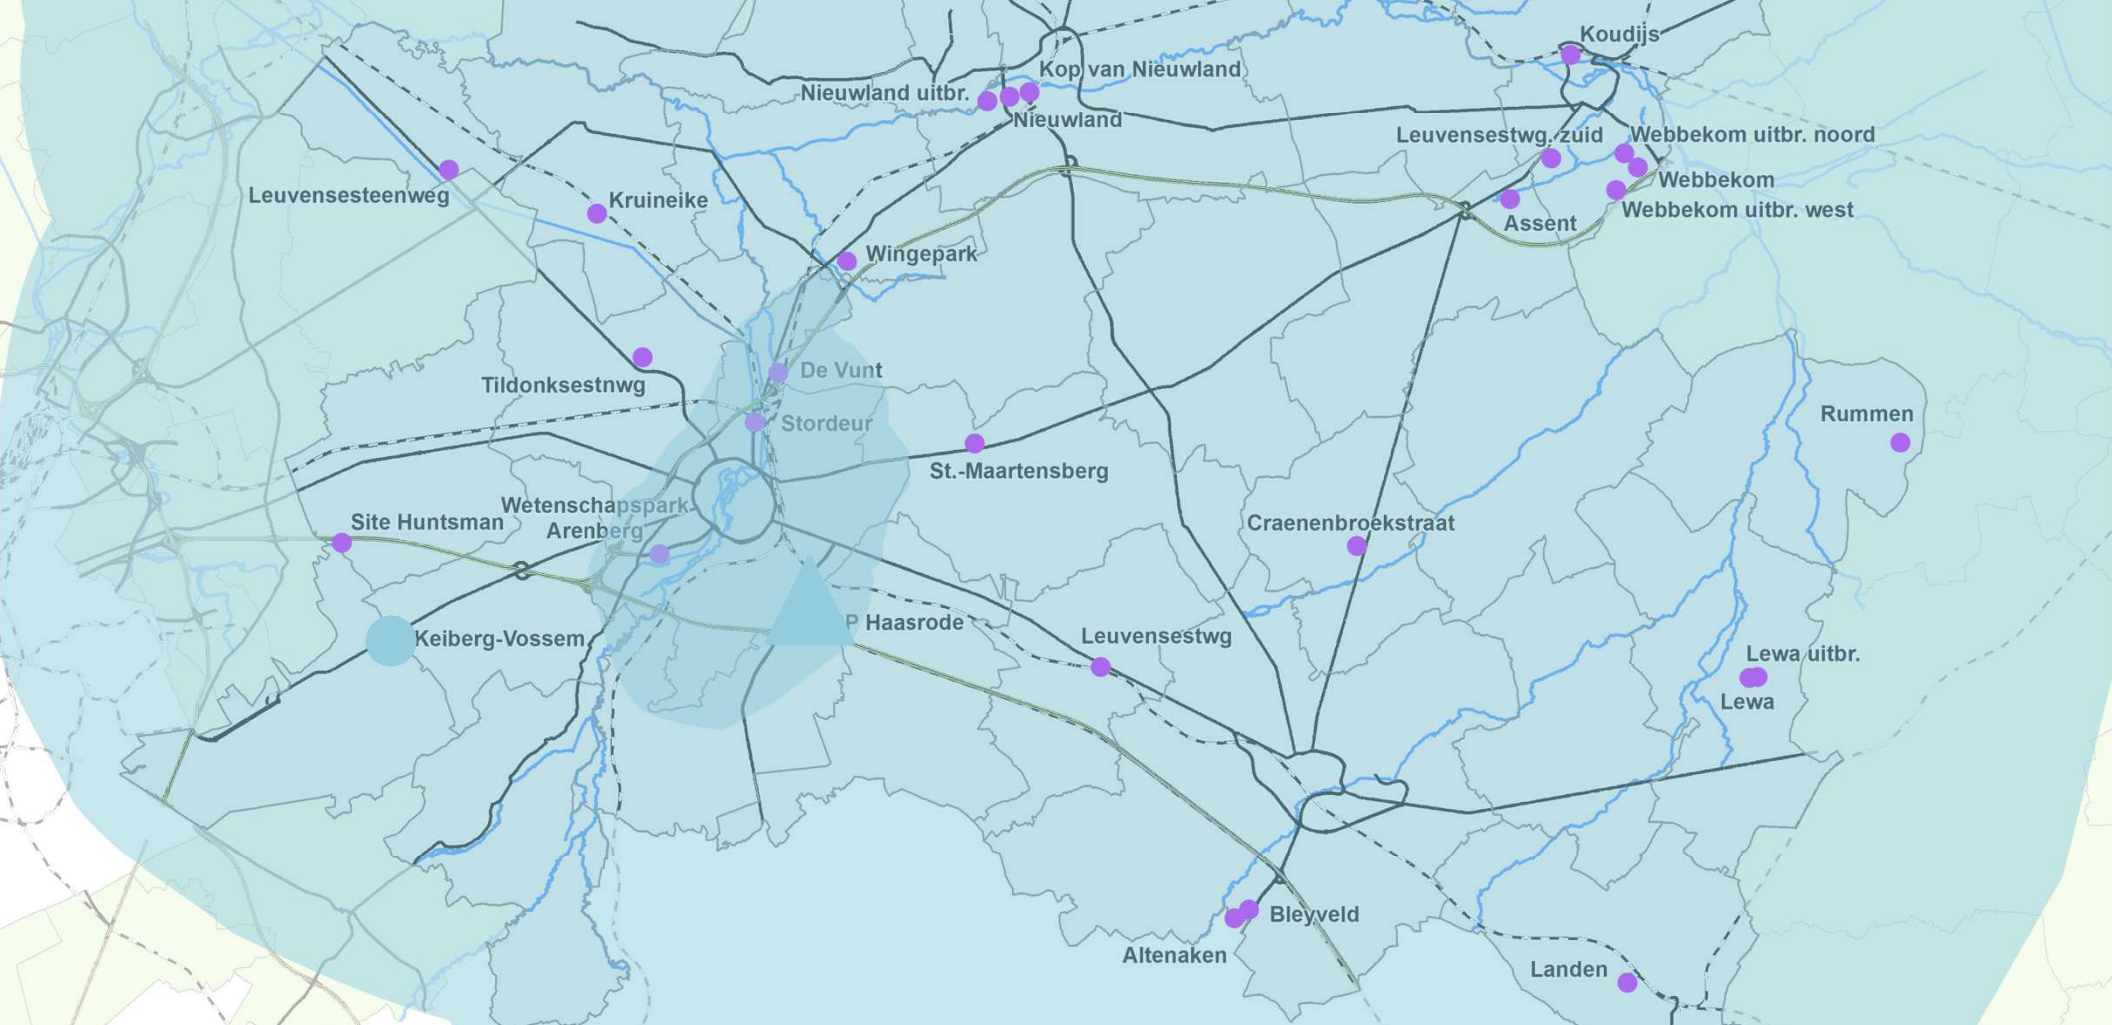 Koudijs
Kop van Nieuwland
Nieuwland uitbr.
Nieuwland
Leuvensestwg. zuid
Webbekom uitbr. noord
Webbekom
Leuvensesteenweg
Kruineike
Webbekom uitbr. west
Assent
Wingepark
De Vunt
Tildonksestnwg
Rummen
Stordeur
St.-Maartensberg
Wetenschapspark
Arenberg
Site Huntsman
Craenenbroekstraat
P Haasrode
Keiberg-Vossem
Leuvensestwg
Lewa uitbr.
Lewa
Bleyveld
Altenaken
Landen